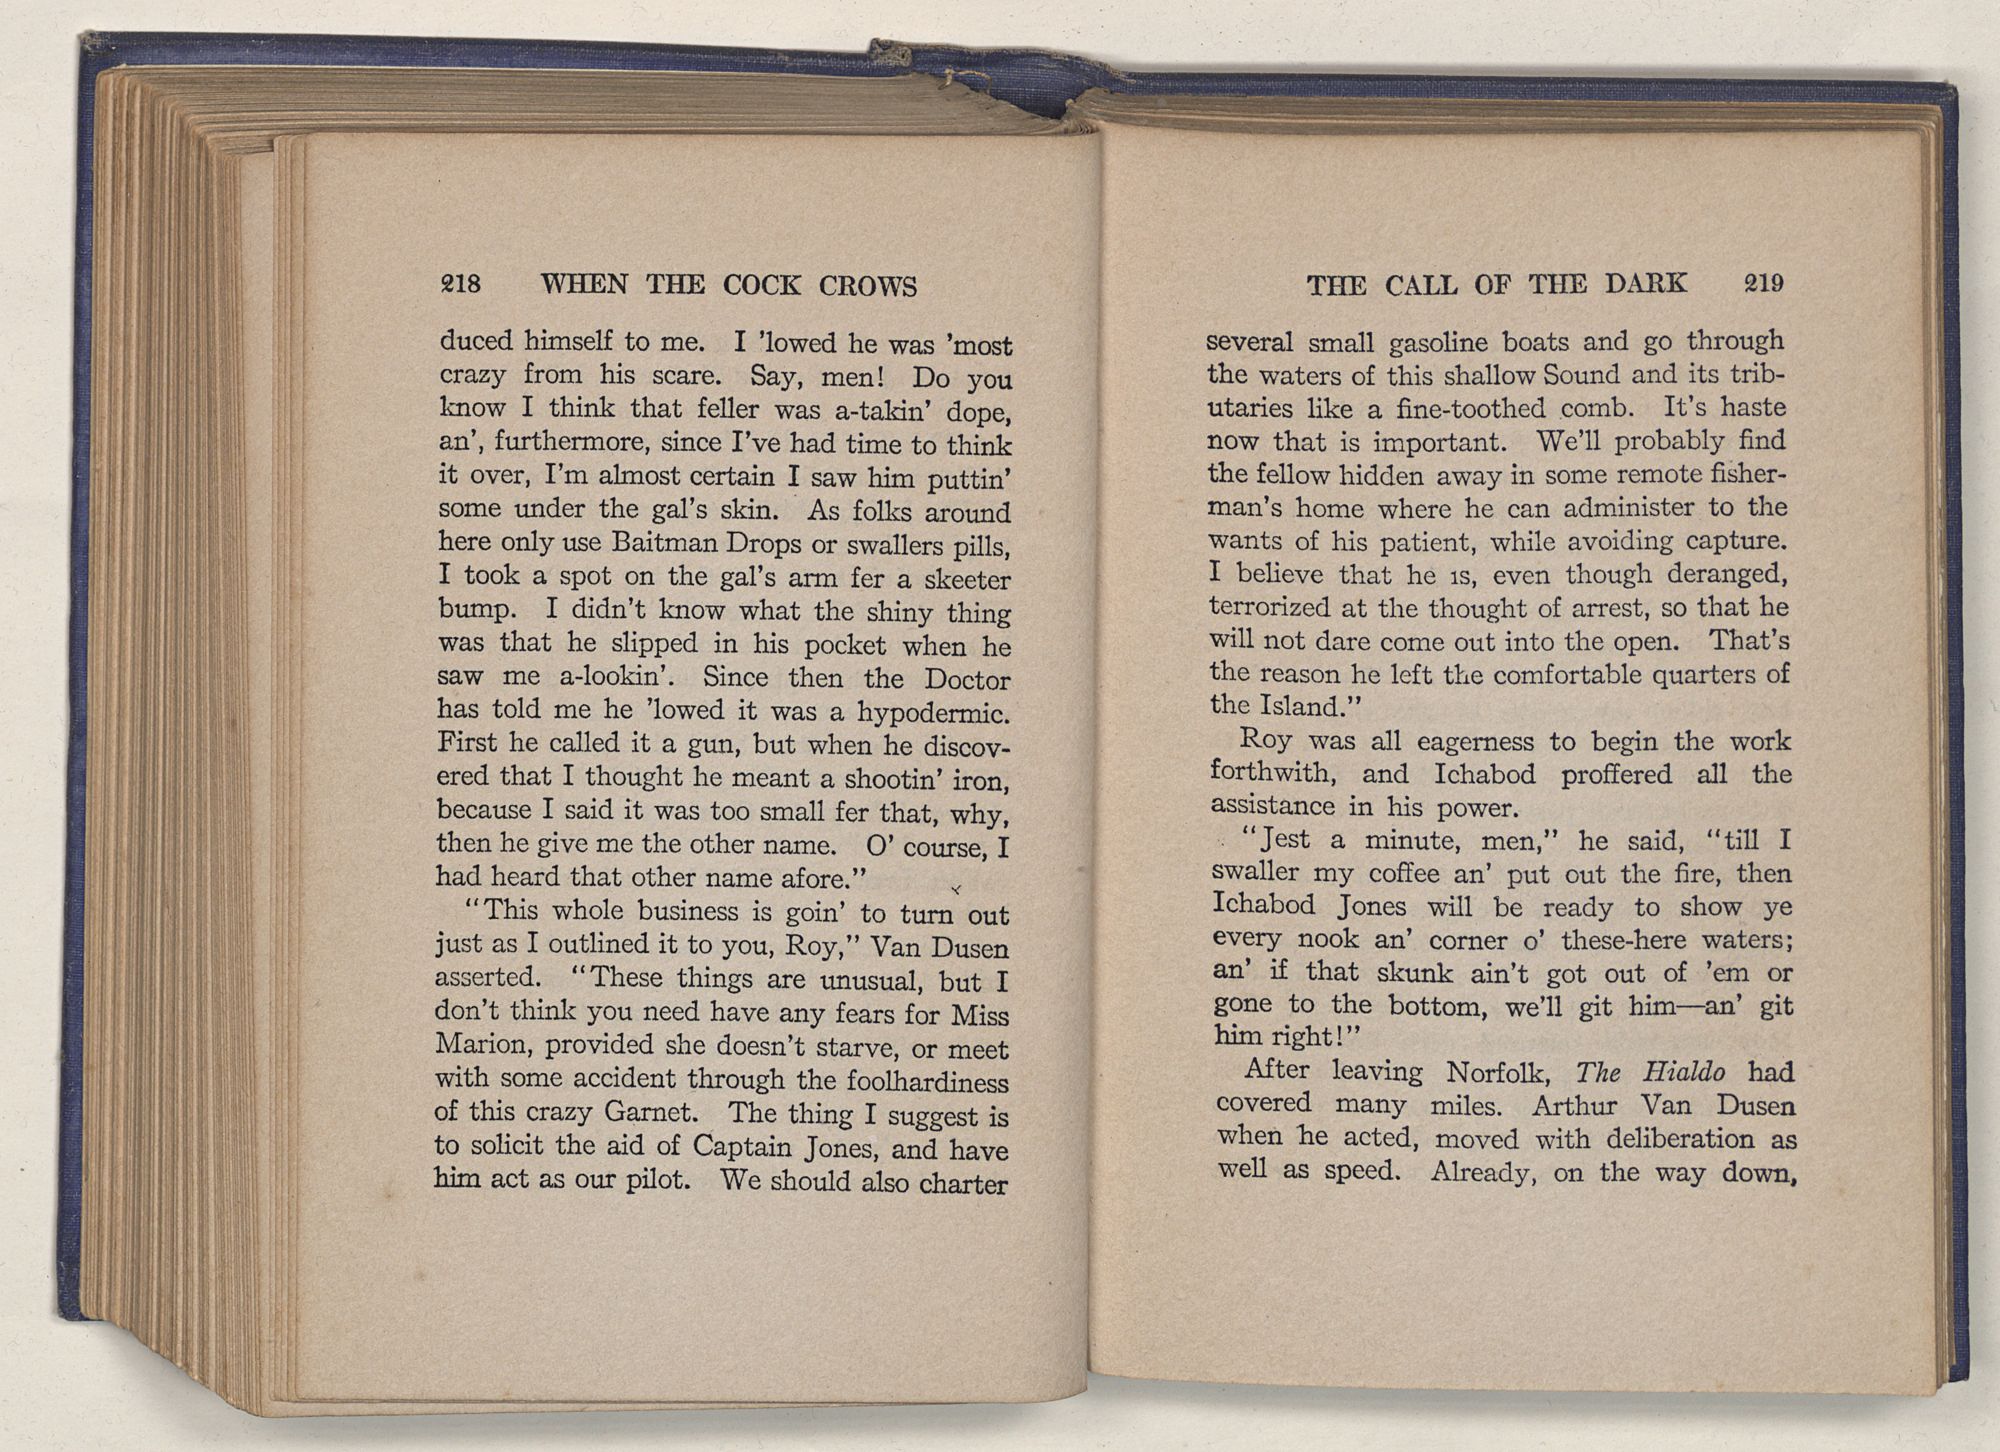 218 WHEN THE COCK CROWS
duced himself to me. I ’lowed he was ’most
crazy from his scare. Say, men! Do you
know I think that feller was a-takin’ dope,
an’, furthermore, since I’ve had time to think
it over, I’m almost certain I saw him puttin’
some under the gal’s skin. As folks around
here only use Baitman Drops or swallers pills,
I took a spot on the gal’s arm fer a skeeter
bump. I didn’t know what the shiny thing
was that he slipped in his pocket when he
saw me a-lookin’. Since then the Doctor
has told me he ’lowed it was a hypodermic.
First he called it a gun, but when he discov-
ered that I thought he meant a shootin’ iron,
because I said it was too small fer that, why,
then he give me the other name. O’ course, I
had heard that other name afore.”
“This whole business is goin’ to turn out
just as I outlined it to you, Roy,” Van Dusen
asserted. “These things are unusual, but I
don’t think you need have any fears for Miss
Marion, provided she doesn’t starve, or meet
with some accident through the foolhardiness
of this crazy Garnet. The thing I suggest is
to solicit the aid of Captain Jones, and have
him act as our pilot. We should also charter
THE CALL OF THE DARK 219
several small gasoline boats and go through
the waters of this shallow Sound and its trib-
utaries like a fine-toothed comb. It’s haste
now that is important. We’ll probably find
the fellow hidden away in some remote fisher-
man’s home where he can administer to the
wants of his patient, while avoiding capture.
I believe that he is, even though deranged,
terrorized at the thought of arrest, so that he
will not dare come out into the open. That’s
the reason he left the comfortable quarters of
the Island.”
Roy was all eagerness to begin the work
forthwith, and Ichabod proffered all the
assistance in his power.
“Jest a minute, men,” he said, “till I
swaller my coffee an’ put out the fire, then
Ichabod Jones will be ready to show ye
every nook an’ corner o’ these-here waters;
an’ if that skunk ain’t got out of ’em or
gone to the bottom, we’ll git him—an’ git
him right!”
After leaving Norfolk, The Hialdo had
covered many miles. Arthur Van Dusen
when he acted, moved with deliberation as
well as speed. Already, on the way down,